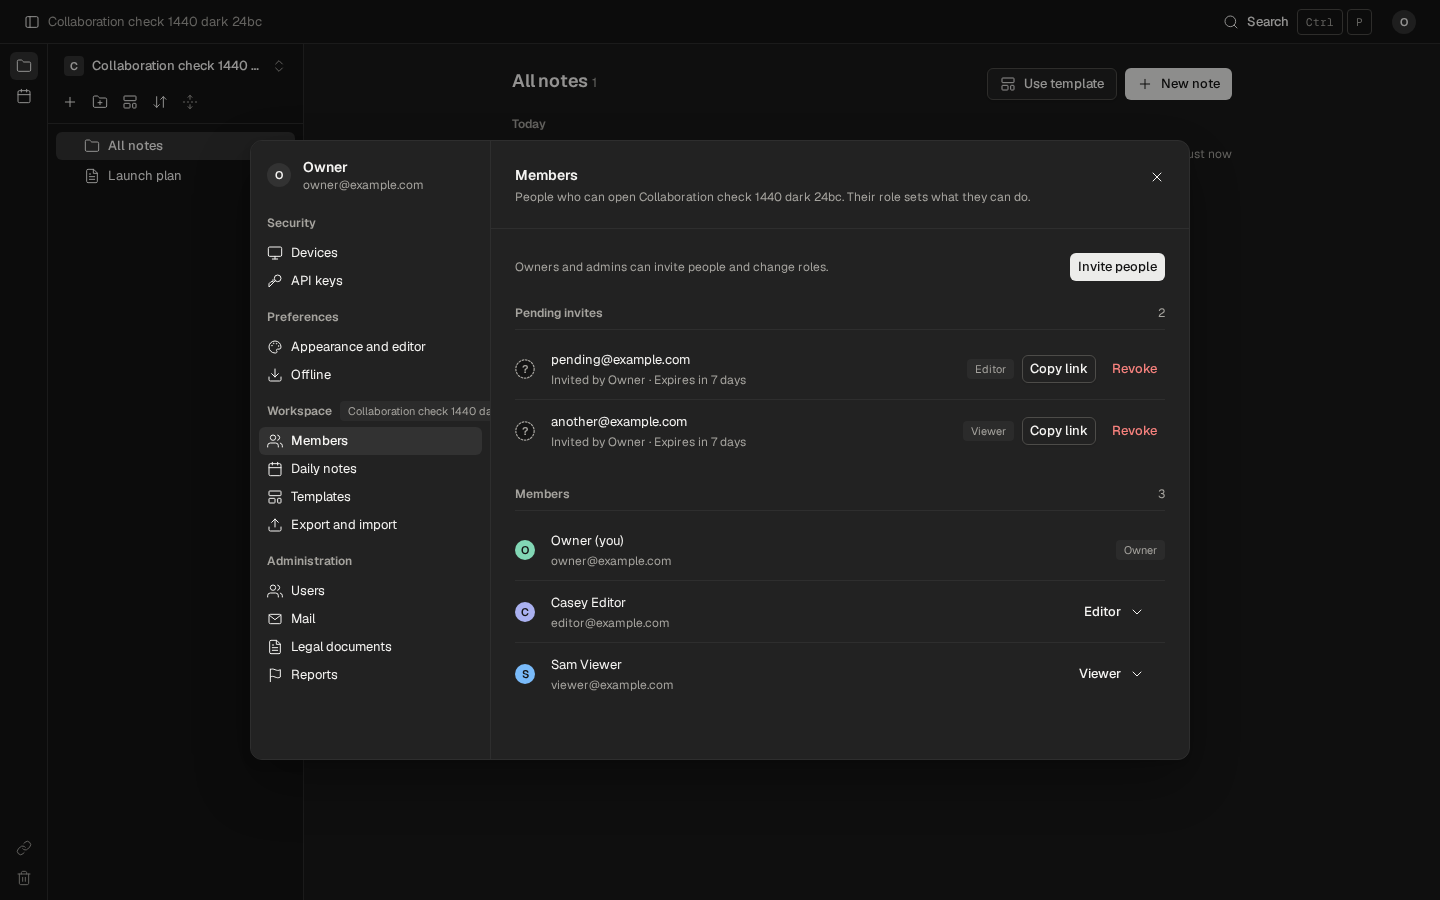 Collaboration check 1440 dark 24bc
Search Ctrl P O
C Collaboration check 1440 ...
All notes 1
Use template
New note
Today
All notes
Launch plan
just now
O Owner
owner@example.com
Security
Devices
API keys
Preferences
Appearance and editor
Offline
Workspace Collaboration check 1440 da
Members
Daily notes
Templates
Export and import
Administration
Users
Mail
Legal documents
Reports
Members
People who can open Collaboration check 1440 dark 24bc. Their role sets what they can do.
Owners and admins can invite people and change roles.
Invite people
Pending invites 2
? pending@example.com
Invited by Owner · Expires in 7 days
Editor Copy link Revoke
? another@example.com
Invited by Owner · Expires in 7 days
Viewer Copy link Revoke
Members 3
O Owner (you)
owner@example.com
Owner
C Casey Editor
editor@example.com
Editor
S Sam Viewer
viewer@example.com
Viewer